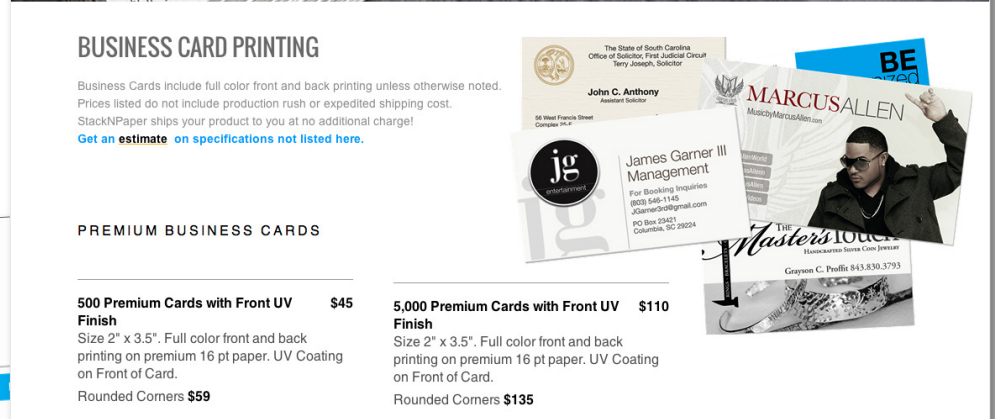 BUSINESS CARD PRINTING
Business Cards include full color front and back printing unless otherwise noted.
Prices listed do not include production rush or expedited shipping cost.
StackNPaper ships your product to you at no additional charge!
Get an estimate on specifications not listed here.
PREMIUM BUSINESS CARDS
500 Premium Cards with Front UV $45
Finish
Size 2" x 3.5". Full color front and back
printing on premium 16 pt paper. UV Coating
on Front of Card.
Rounded Corners $59
5,000 Premium Cards with Front UV $110
Finish
Size 2" x 3.5". Full color front and back
printing on premium 16 pt paper. UV Coating
on Front of Card.
Rounded Corners $135
The State of South Carolina
Office of Solicitor, First Judicial Circuit
Terry Joseph, Solicitor
John C. Anthony
Assistant Solicitor
56 West Francis Street
Complex
BE
MARCUSALLEN
MusicbyMarcusAllen.com
jg
entertainment
jg
James Garner III
Management
For Booking Inquiries
(803) 546-1145
JGarner3rd@gmail.com
PO Box 23421
Columbia, SC 29224
The
Master's Touch
Handcrafted Silver Coin Jewelry
Grayson C. Proffit 843.830.3793